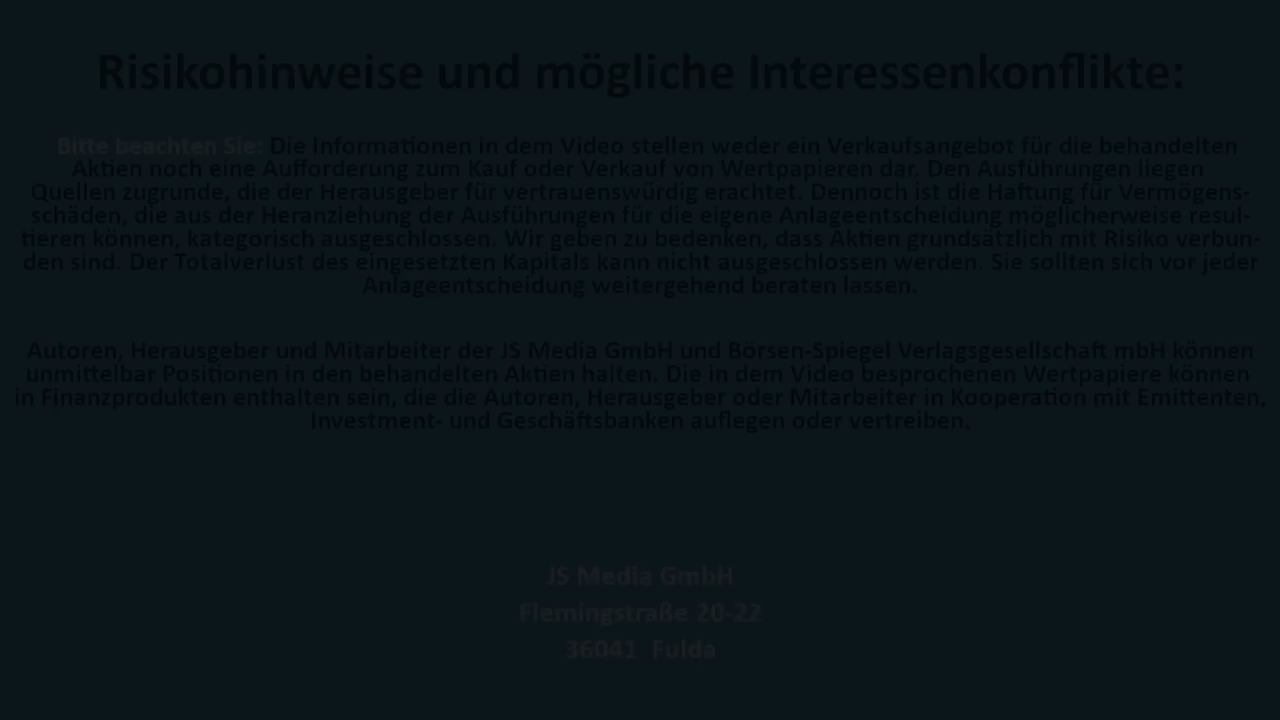 Risikohinweise und mögliche Interessenkonflikte:
Bitte beachten Sie: Die Informationen in dem Video stellen weder ein Verkaufsangebot für die behandelten
Aktien noch eine Aufforderung zum Kauf oder Verkauf von Wertpapieren dar. Den Ausführungen liegen
Quellen zugrunde, die der Herausgeber für vertrauenswürdig erachtet. Dennoch ist die Haftung für Vermögens-
schäden, die aus der Heranziehung der Ausführungen für die eigene Anlageentscheidung möglicherweise resul-
tieren können, kategorisch ausgeschlossen. Wir geben zu bedenken, dass Aktien grundsätzlich mit Risiko verbun-
den sind. Der Totalverlust des eingesetzten Kapitals kann nicht ausgeschlossen werden. Sie sollten sich vor jeder
Anlageentscheidung weitergehend beraten lassen.
Autoren, Herausgeber und Mitarbeiter der JS Media GmbH und Börsen-Spiegel Verlagsgesellschaft mbH können
unmittelbar Positionen in den behandelten Aktien halten. Die in dem Video besprochenen Wertpapiere können
in Finanzprodukten enthalten sein, die die Autoren, Herausgeber oder Mitarbeiter in Kooperation mit Emittenten,
Investment- und Geschäftsbanken auflegen oder vertreiben.
JS Media GmbH
Flemingstraße 20-22
36041 Fulda